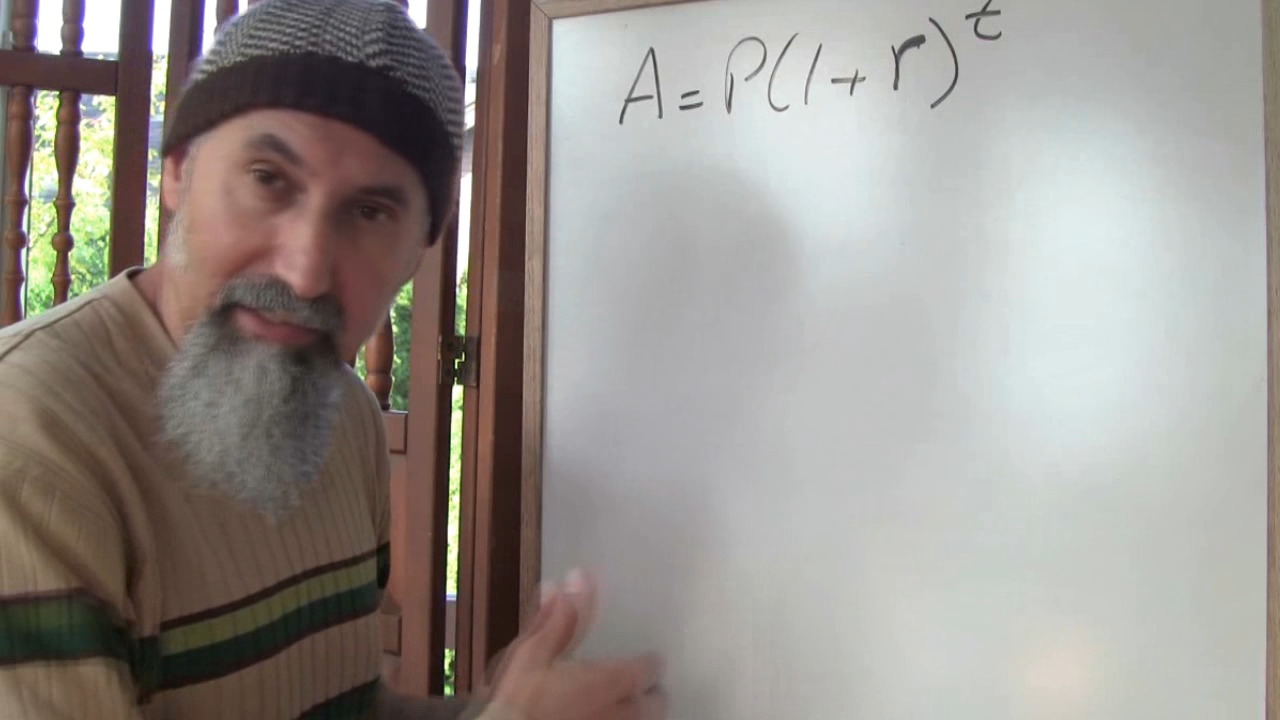 A = P(1 + r)^t